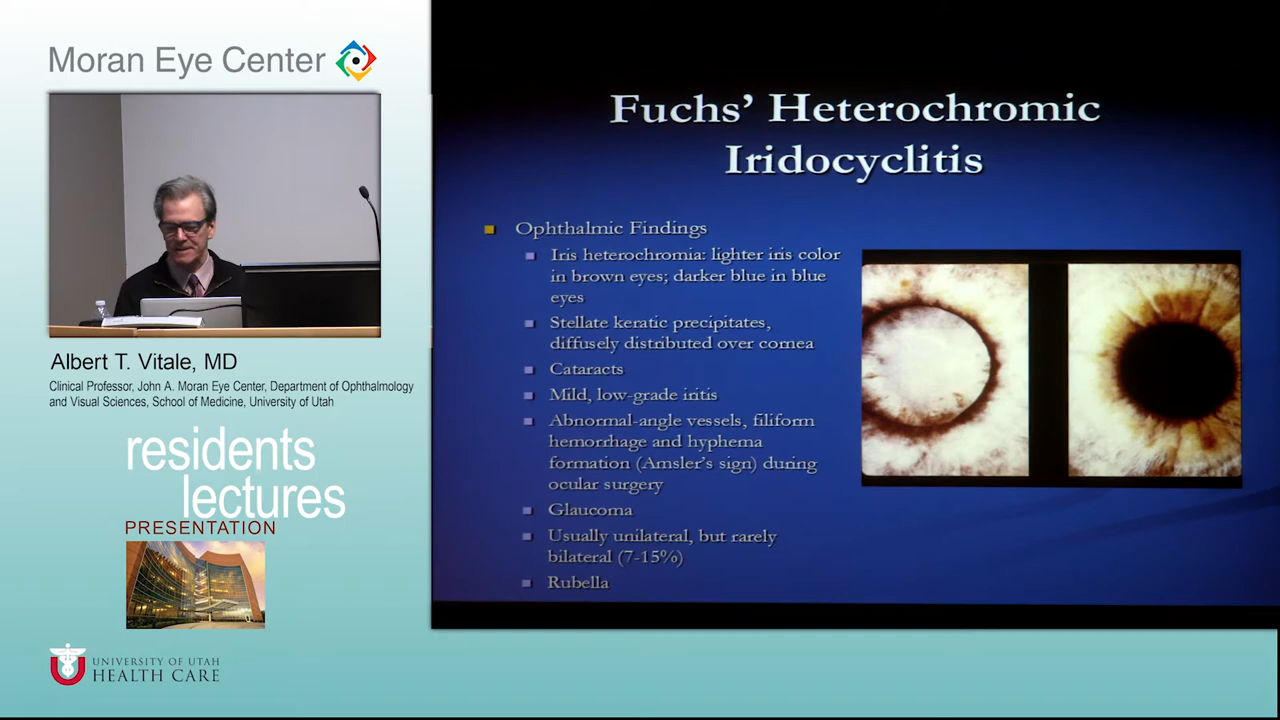 Moran Eye Center
Albert T. Vitale, MD
Clinical Professor, John A. Moran Eye Center, Department of Ophthalmology
and Visual Sciences, School of Medicine, University of Utah
residents
lectures
PRESENTATION
UNIVERSITY OF UTAH
HEALTH CARE
Fuchs’ Heterochromic
Iridocyclitis
Ophthalmic Findings
Iris heterochromia: lighter iris color
in brown eyes; darker blue in blue
eyes
Stellate keratic precipitates,
diffusely distributed over cornea
Cataracts
Mild, low-grade iritis
Abnormal-angle vessels, filiform
hemorrhage and hyphema
formation (Amsler’s sign) during
ocular surgery
Glaucoma
Usually unilateral, but rarely
bilateral (7-15%)
Rubella